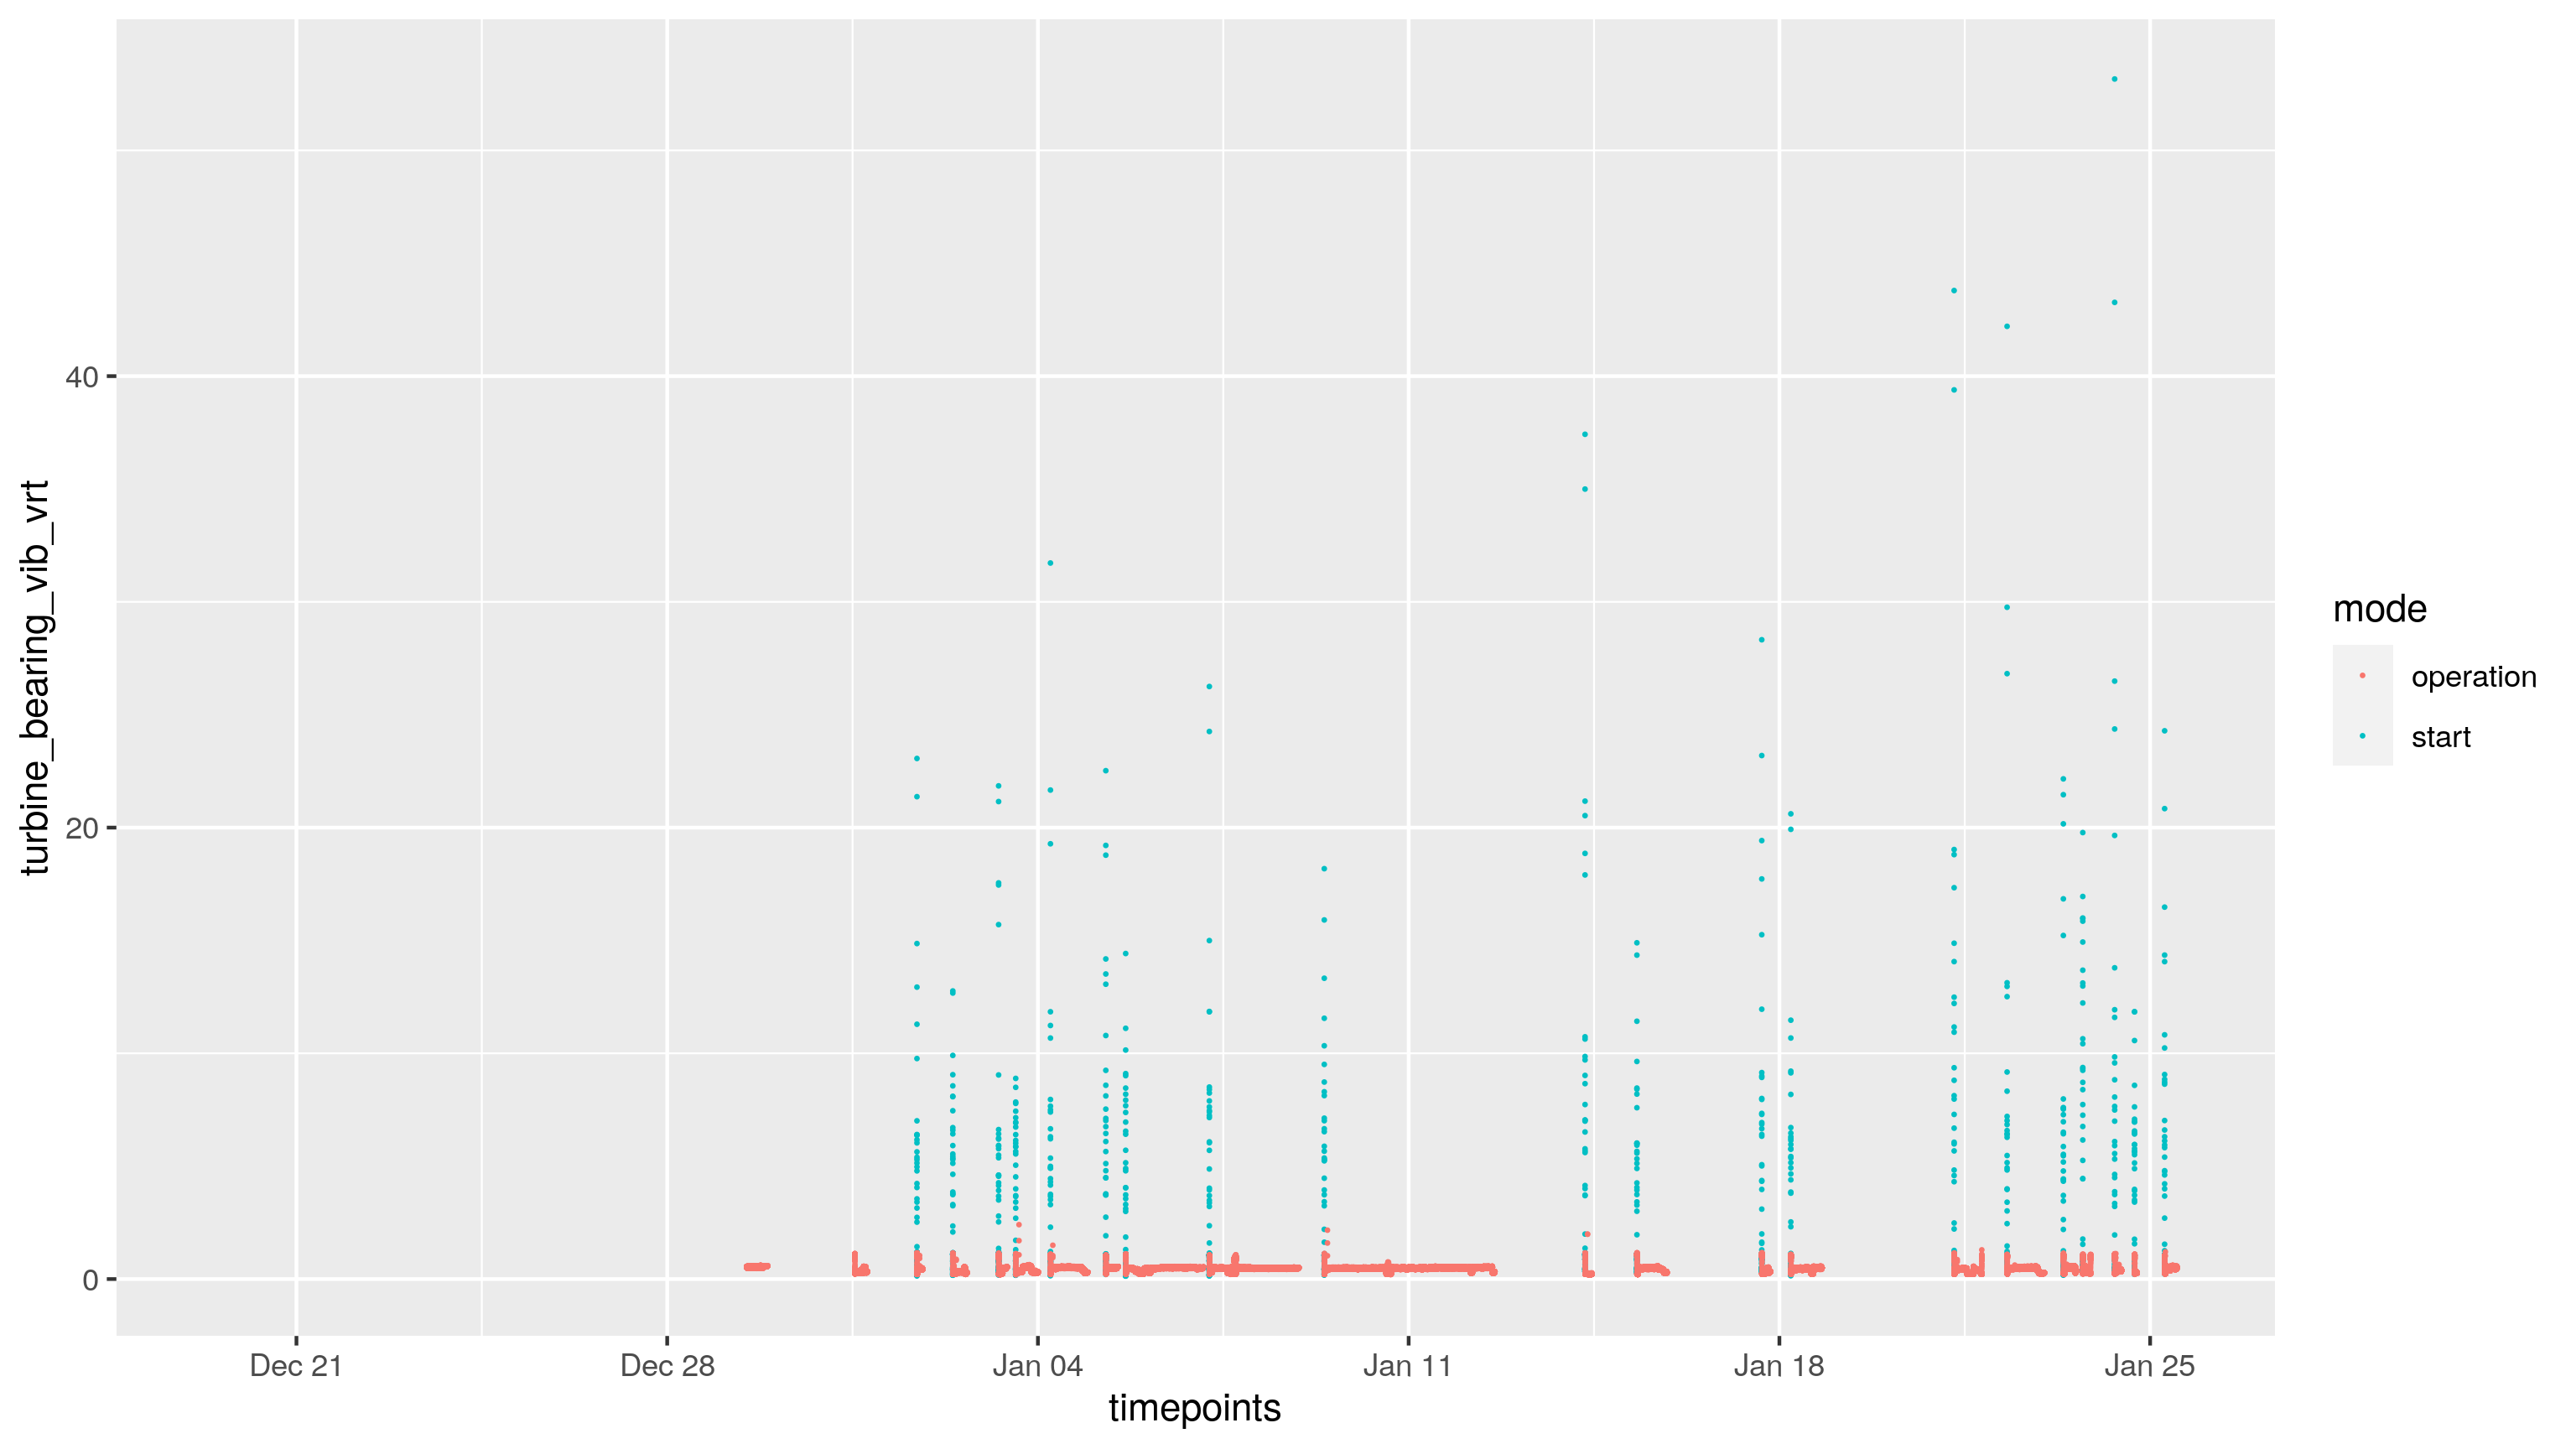 turbine_bearing_vib_vrt
40
20
0
Dec 21
Dec 28
Jan 04
Jan 11
Jan 18
Jan 25
timepoints
mode
operation
start